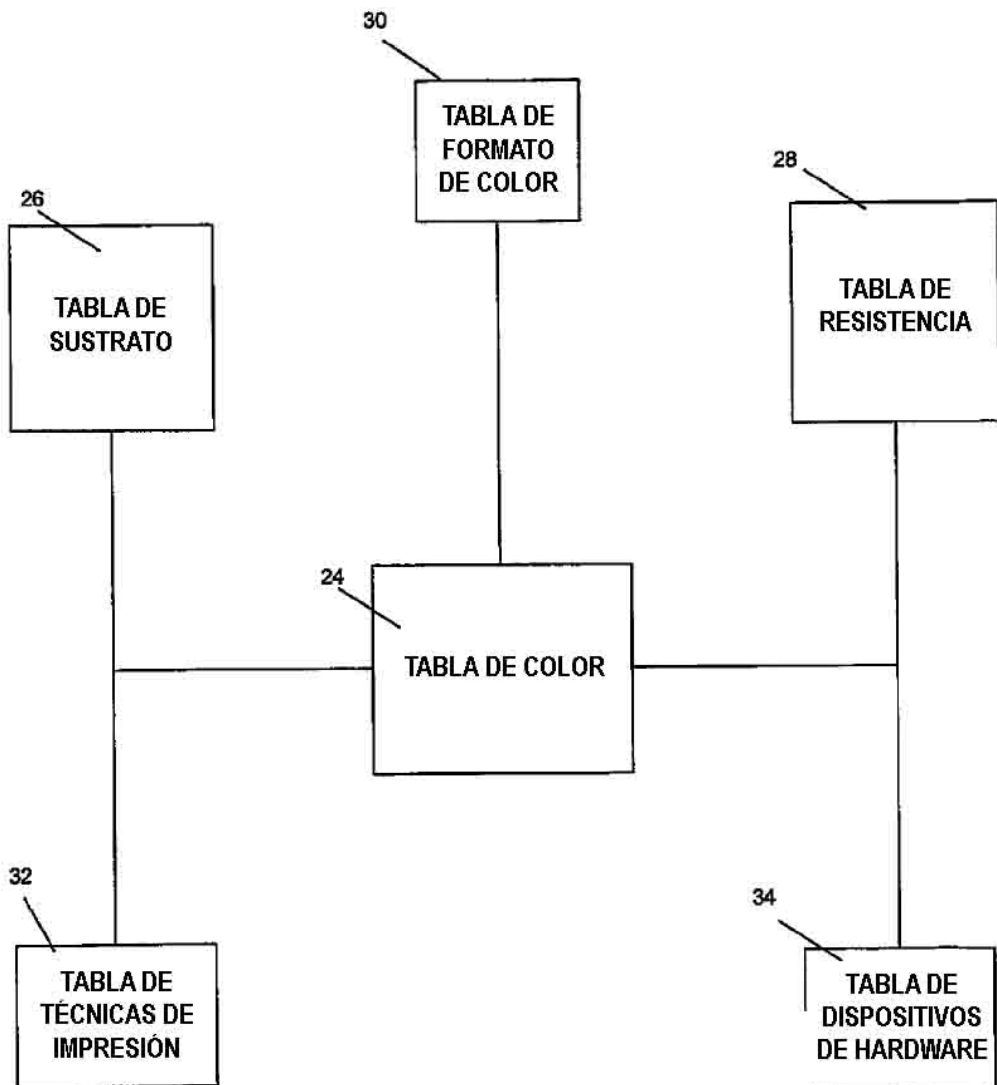 30
TABLA DE
FORMATO
DE COLOR
26
TABLA DE
SUSTRATO
28
TABLA DE
RESISTENCIA
24
TABLA DE COLOR
32
TABLA DE
TÉCNICAS DE
IMPRESIÓN
34
TABLA DE
DISPOSITIVOS
DE HARDWARE